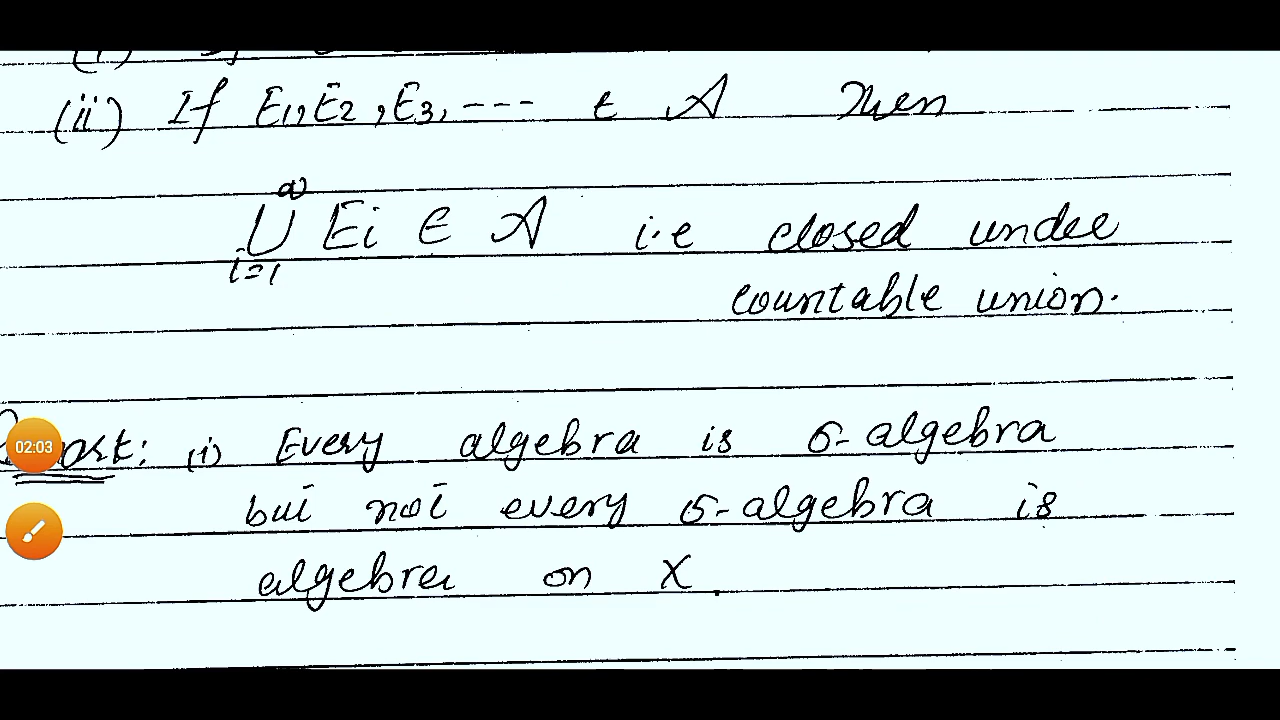 (ii) If E1, E2, E3, --- ∈ A Then
∞
⋃ Ei ∈ A i.e closed under
i=1
countable union.
02:03
: (i) Every algebra is σ-algebra
but not every σ-algebra is
algebra on X.